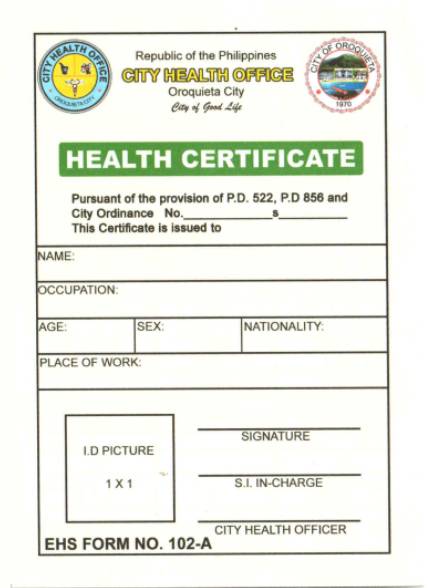 CITY HEALTH OFFICE
OROQUIETA CITY
Republic of the Philippines
CITY HEALTH OFFICE
Oroquieta City
City of Good Life
CITY OF OROQUIETA
1970
HEALTH CERTIFICATE
Pursuant of the provision of P.D. 522, P.D 856 and
City Ordinance No.____________s___________
This Certificate is issued to
NAME:
OCCUPATION:
AGE: SEX: NATIONALITY:
PLACE OF WORK:
I.D PICTURE
1 X 1
SIGNATURE
S.I. IN-CHARGE
CITY HEALTH OFFICER
EHS FORM NO. 102-A